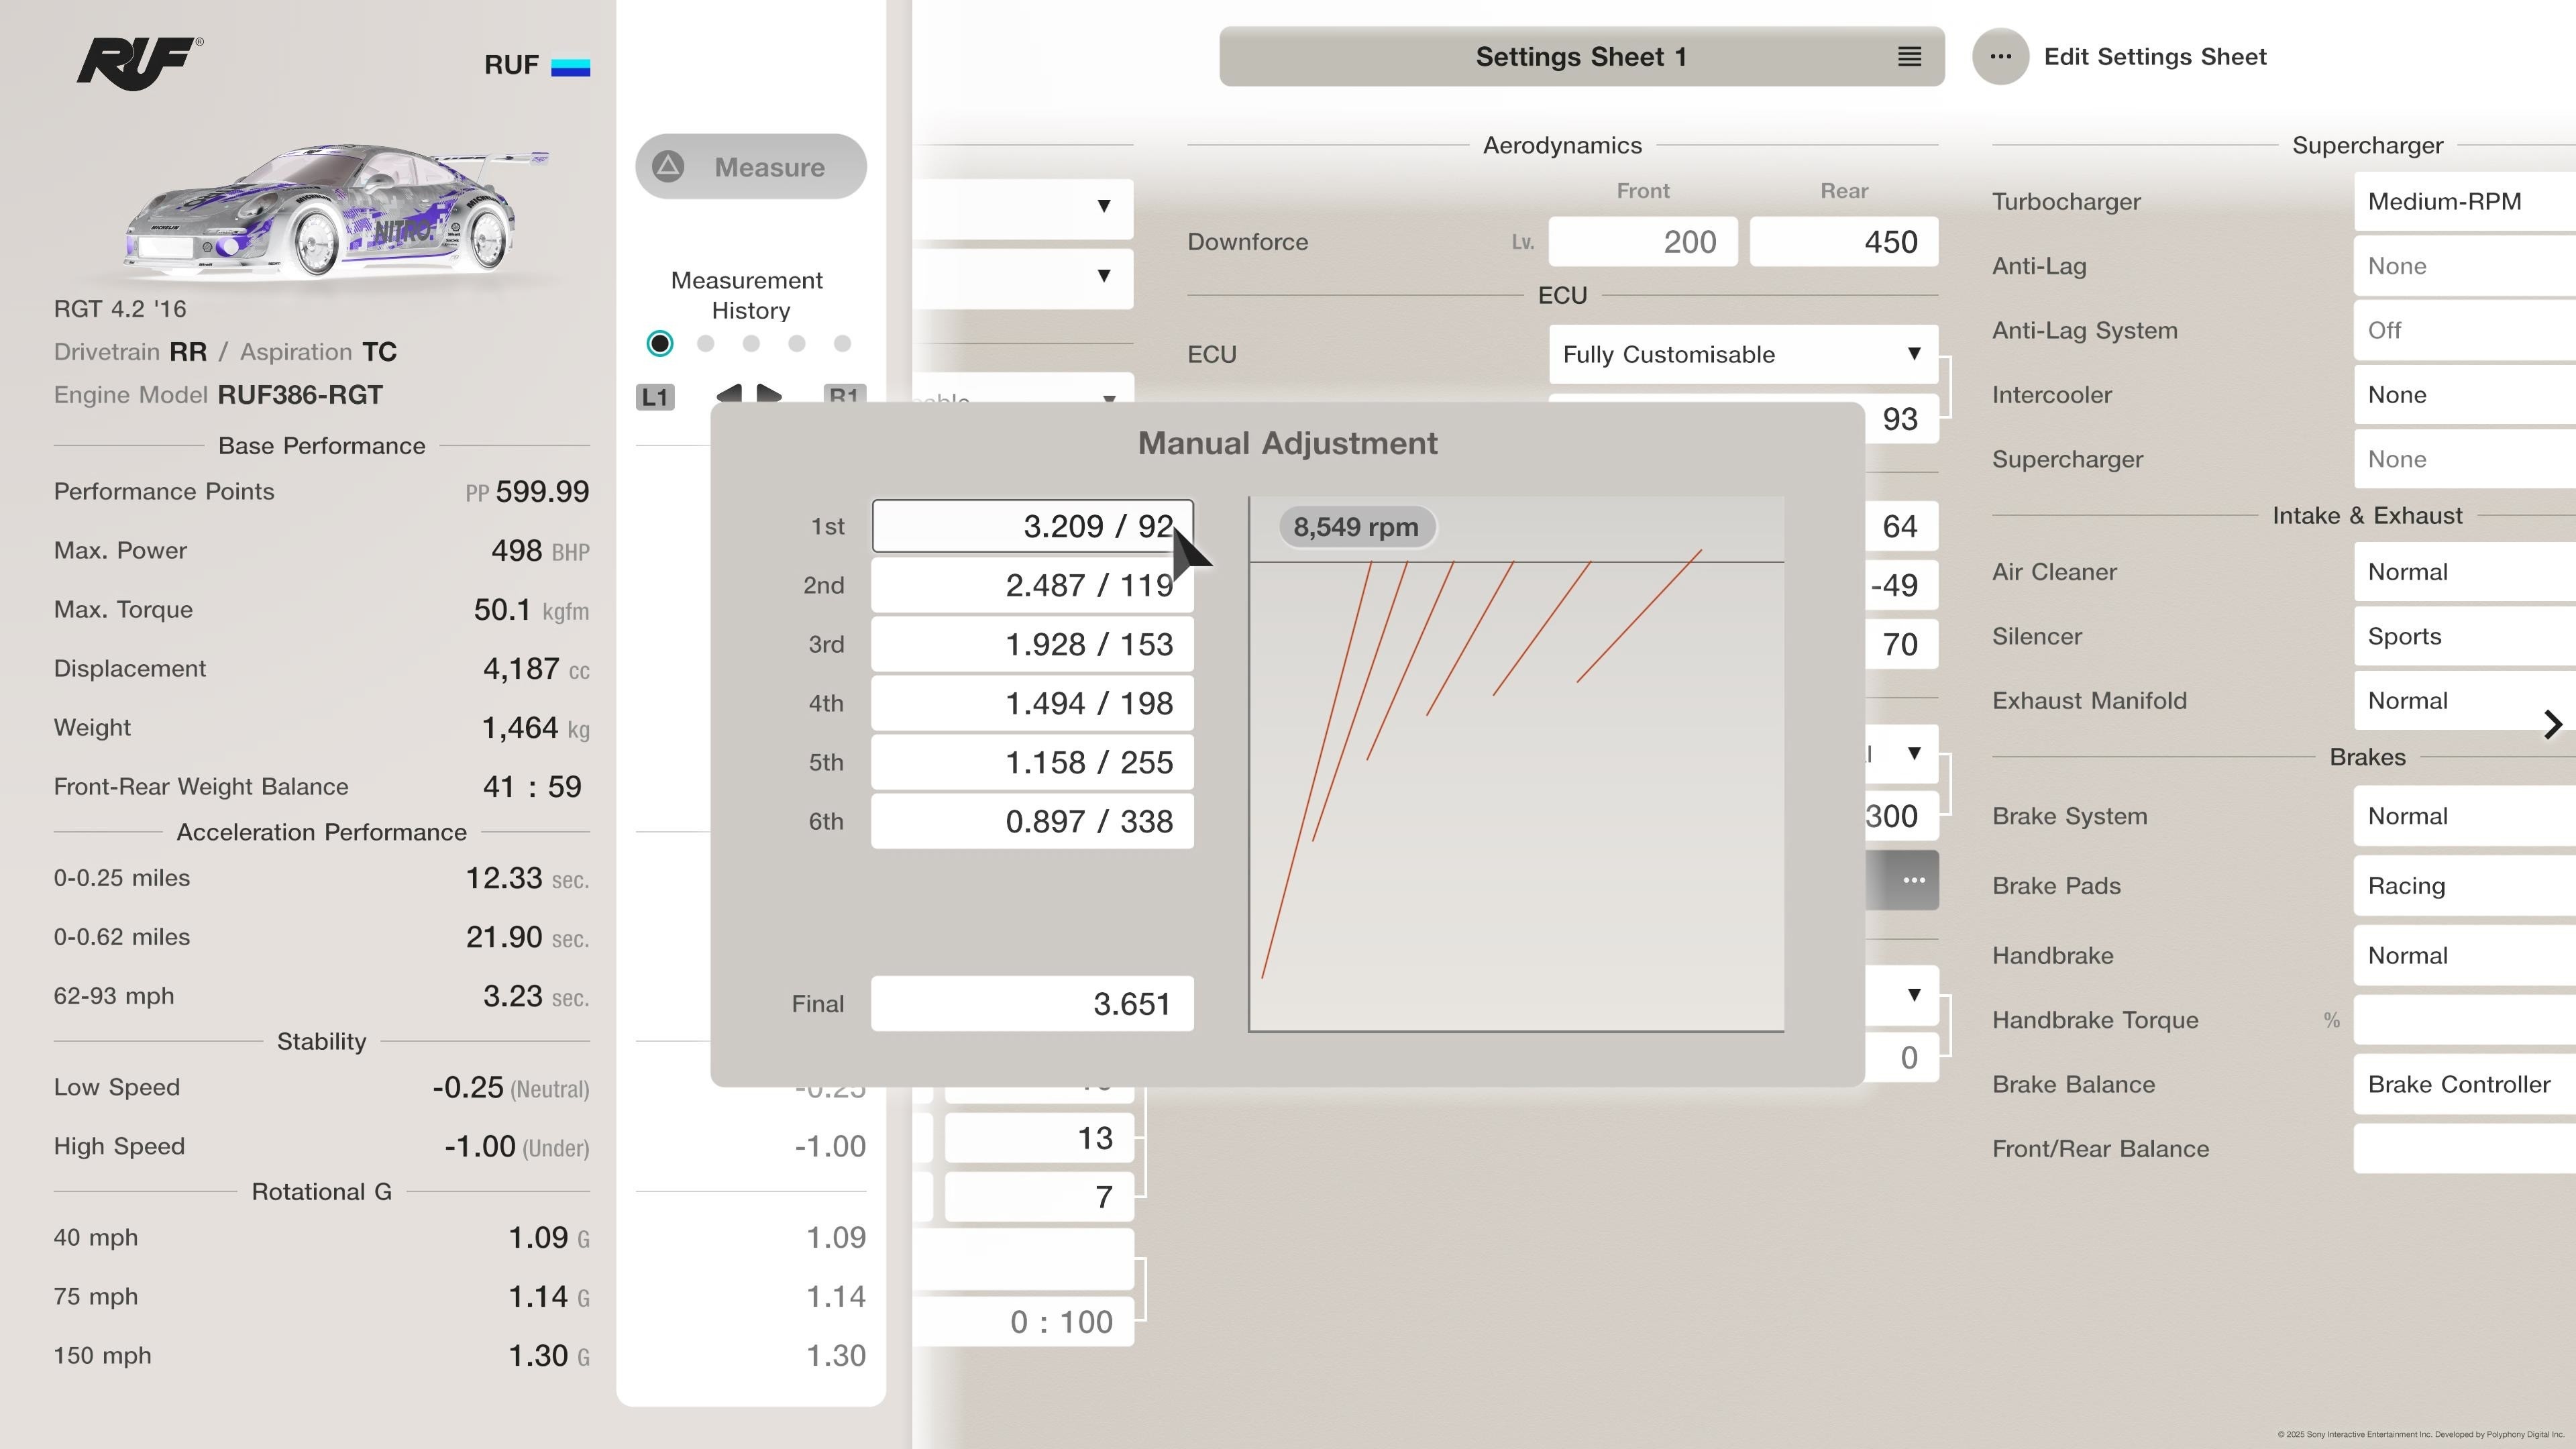 RUF®
RUF
RGT 4.2 '16
Drivetrain RR / Aspiration TC
Engine Model RUF386-RGT
Base Performance
Performance Points PP 599.99
Max. Power 498 BHP
Max. Torque 50.1 kgfm
Displacement 4,187 cc
Weight 1,464 kg
Front-Rear Weight Balance 41 : 59
Acceleration Performance
0-0.25 miles 12.33 sec.
0-0.62 miles 21.90 sec.
62-93 mph 3.23 sec.
Stability
Low Speed -0.25 (Neutral)
High Speed -1.00 (Under)
Rotational G
40 mph 1.09 G
75 mph 1.14 G
150 mph 1.30 G
Measure
Measurement
History
L1 R1
-0.25
-1.00
1.09
1.14
1.30
13
7
0 : 100
Settings Sheet 1
Edit Settings Sheet
Aerodynamics
Front Rear
Downforce Lv. 200 450
ECU
ECU Fully Customisable
93
64
-49
70
300
0
Manual Adjustment
1st 3.209 / 92
2nd 2.487 / 119
3rd 1.928 / 153
4th 1.494 / 198
5th 1.158 / 255
6th 0.897 / 338
Final 3.651
8,549 rpm
Supercharger
Turbocharger Medium-RPM
Anti-Lag None
Anti-Lag System Off
Intercooler None
Supercharger None
Intake & Exhaust
Air Cleaner Normal
Silencer Sports
Exhaust Manifold Normal
Brakes
Brake System Normal
Brake Pads Racing
Handbrake Normal
Handbrake Torque %
Brake Balance Brake Controller
Front/Rear Balance
© 2025 Sony Interactive Entertainment Inc. Developed by Polyphony Digital Inc.
NITRO